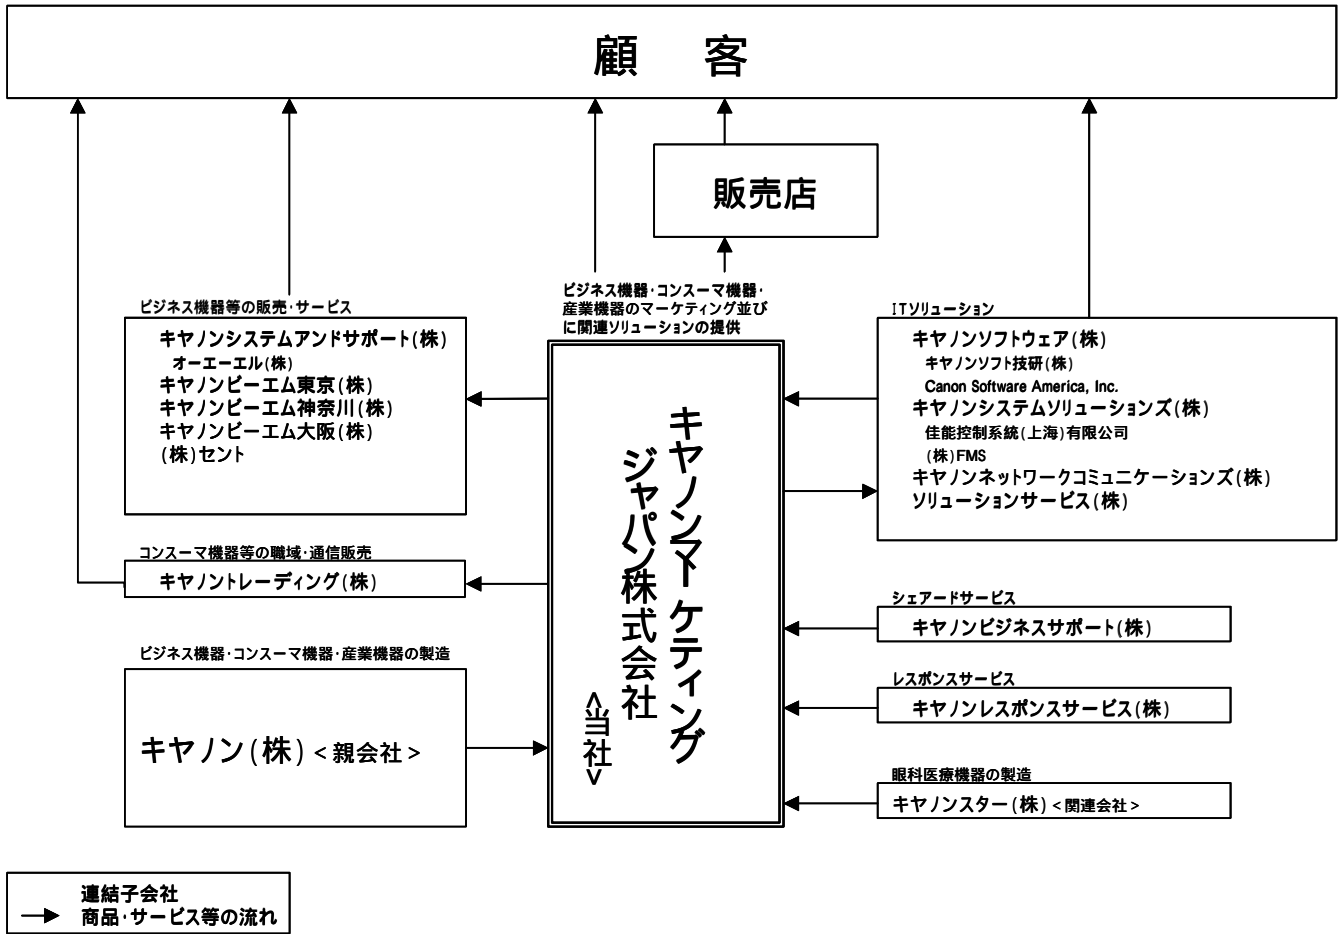 顧　客
販売店
ビジネス機器等の販売・サービス
キヤノンシステムアンドサポート(株)
オーエーエル(株)
キヤノンビーエム東京(株)
キヤノンビーエム神奈川(株)
キヤノンビーエム大阪(株)
(株)セント
コンスーマ機器等の職域・通信販売
キヤノントレーディング(株)
ビジネス機器・コンスーマ機器・産業機器の製造
キヤノン(株)<親会社>
ビジネス機器・コンスーマ機器・
産業機器のマーケティング並び
に関連ソリューションの提供
キヤノンマーケティング
ジャパン株式会社
<当社>
ITソリューション
キヤノンソフトウェア(株)
キヤノンソフト技研(株)
Canon Software America, Inc.
キヤノンシステムソリューションズ(株)
佳能控制系統(上海)有限公司
(株)FMS
キヤノンネットワークコミュニケーションズ(株)
ソリューションサービス(株)
シェアードサービス
キヤノンビジネスサポート(株)
レスポンスサービス
キヤノンレスポンスサービス(株)
眼科医療機器の製造
キヤノンスター(株)<関連会社>
連結子会社
商品・サービス等の流れ